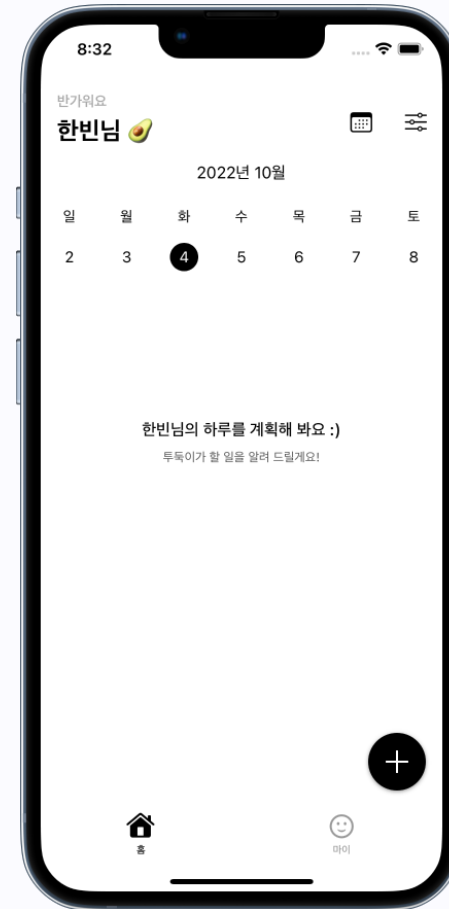 8:32
반가워요
한빈님 🥑
2022년 10월
일 월 화 수 목 금 토
2 3 4 5 6 7 8
한빈님의 하루를 계획해 봐요 :)
투둑이가 할 일을 알려 드릴게요!
홈 마이